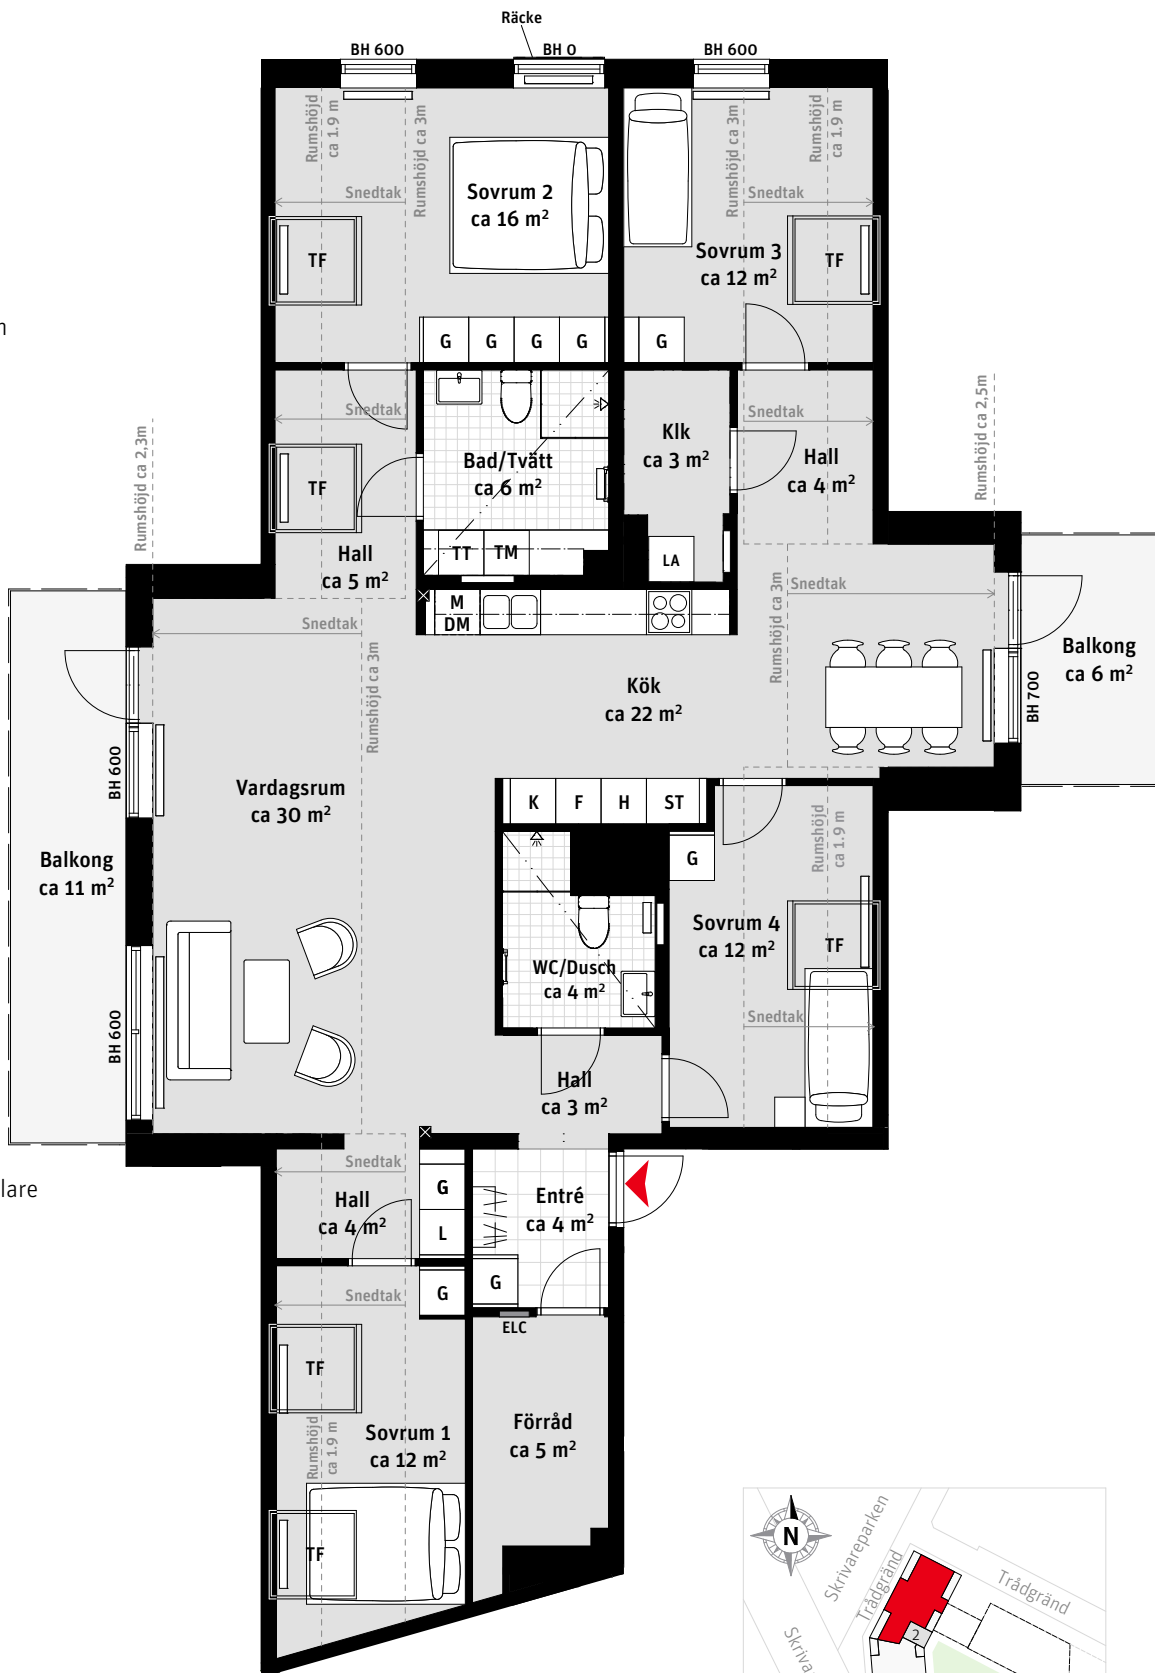 Räcke
BH 600
BH 0
BH 600
Rumshöjd
ca 1.9 m
Rumshöjd ca 3m
Snedtak
Sovrum 2
ca 16 m²
TF
G
G
G
G
Rumshöjd ca 3m
Rumshöjd
ca 1.9 m
Snedtak
Sovrum 3
ca 12 m²
TF
G
n
Snedtak
TF
Hall
ca 5 m²
Bad/Tvätt
ca 6 m²
TT
TM
Klk
ca 3 m²
LA
Snedtak
Hall
ca 4 m²
Rumshöjd ca 2,3m
Rumshöjd ca 2,5m
M
DM
Snedtak
Rumshöjd ca 3m
Kök
ca 22 m²
Snedtak
Rumshöjd ca 3m
Balkong
ca 6 m²
BH 700
BH 600
Vardagsrum
ca 30 m²
Balkong
ca 11 m²
BH 600
K
F
H
ST
G
Rumshöjd
ca 1.9 m
Sovrum 4
ca 12 m²
TF
Snedtak
WC/Dusch
ca 4 m²
Hall
ca 3 m²
lare
Snedtak
Hall
ca 4 m²
G
L
Entré
ca 4 m²
G
ELC
Snedtak
G
TF
Rumshöjd
ca 1.9 m
Sovrum 1
ca 12 m²
TF
Förråd
ca 5 m²
N
Skrivareparken
Trådgränd
Trådgränd
2
Skriva